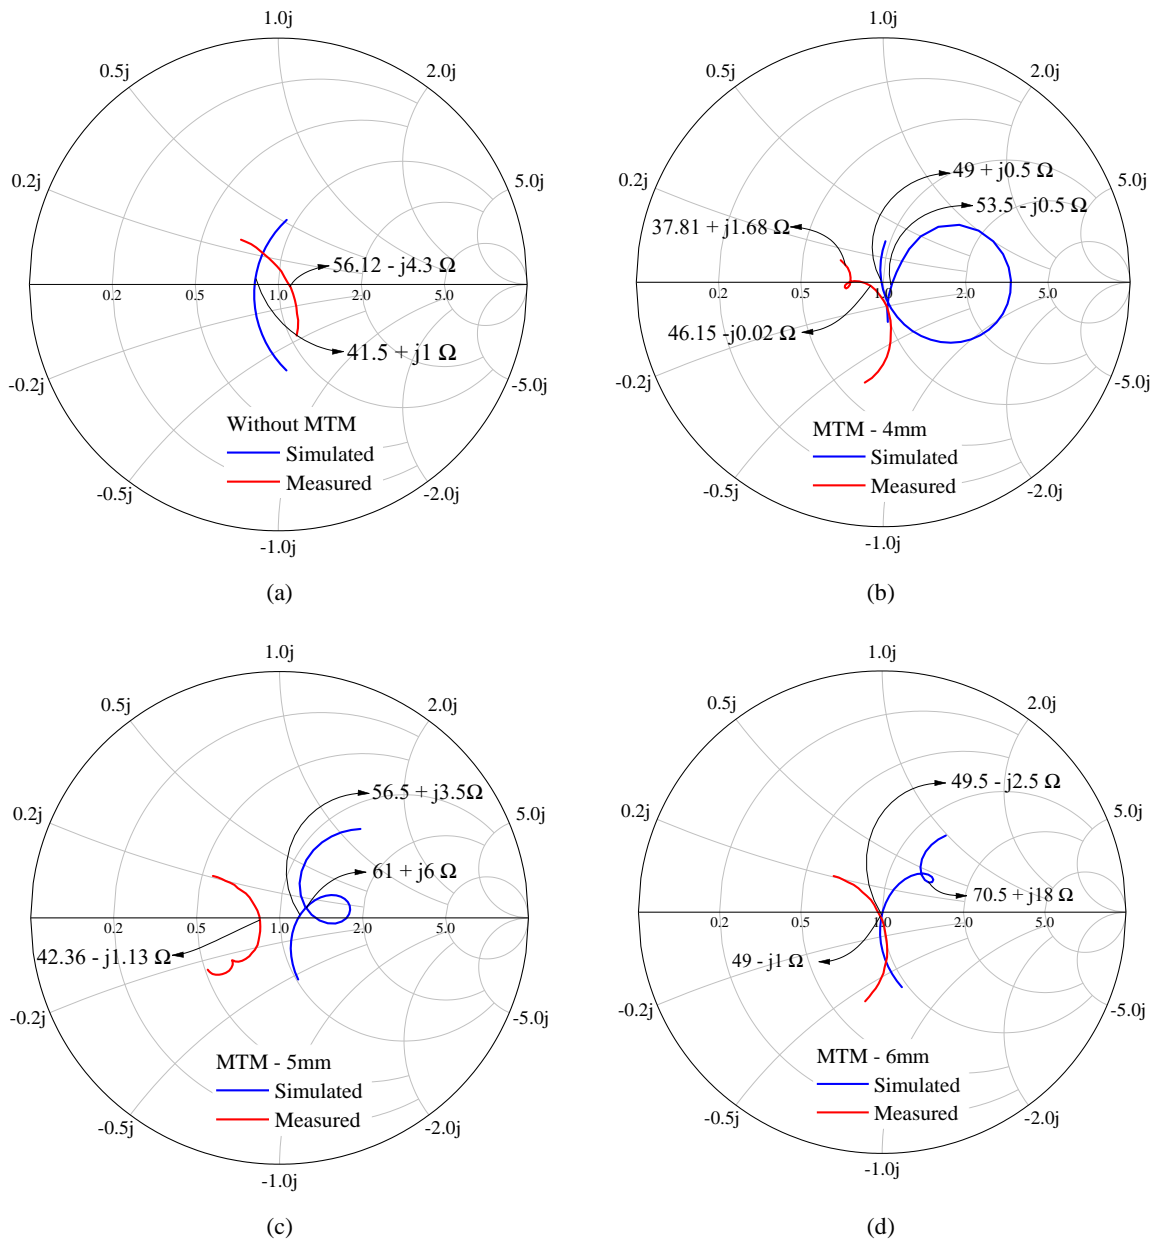 1.0j
0.5j
2.0j
0.2j
5.0j
56.12 - j4.3 Ω
0.2
0.5
1.0
2.0
5.0
41.5 + j1 Ω
-0.2j
-5.0j
Without MTM
Simulated
Measured
-0.5j
-2.0j
-1.0j
(a)
1.0j
0.5j
2.0j
0.2j
5.0j
49 + j0.5 Ω
53.5 - j0.5 Ω
37.81 + j1.68 Ω
0.2
0.5
1.0
2.0
5.0
46.15 -j0.02 Ω
-0.2j
-5.0j
MTM - 4mm
Simulated
Measured
-0.5j
-2.0j
-1.0j
(b)
1.0j
0.5j
2.0j
0.2j
5.0j
56.5 + j3.5Ω
61 + j6 Ω
0.2
0.5
1.0
2.0
5.0
42.36 - j1.13 Ω
-0.2j
-5.0j
MTM - 5mm
Simulated
Measured
-0.5j
-2.0j
-1.0j
(c)
1.0j
0.5j
2.0j
0.2j
5.0j
49.5 - j2.5 Ω
70.5 + j18 Ω
0.2
0.5
1.0
2.0
5.0
49 - j1 Ω
-0.2j
-5.0j
MTM - 6mm
Simulated
Measured
-0.5j
-2.0j
-1.0j
(d)